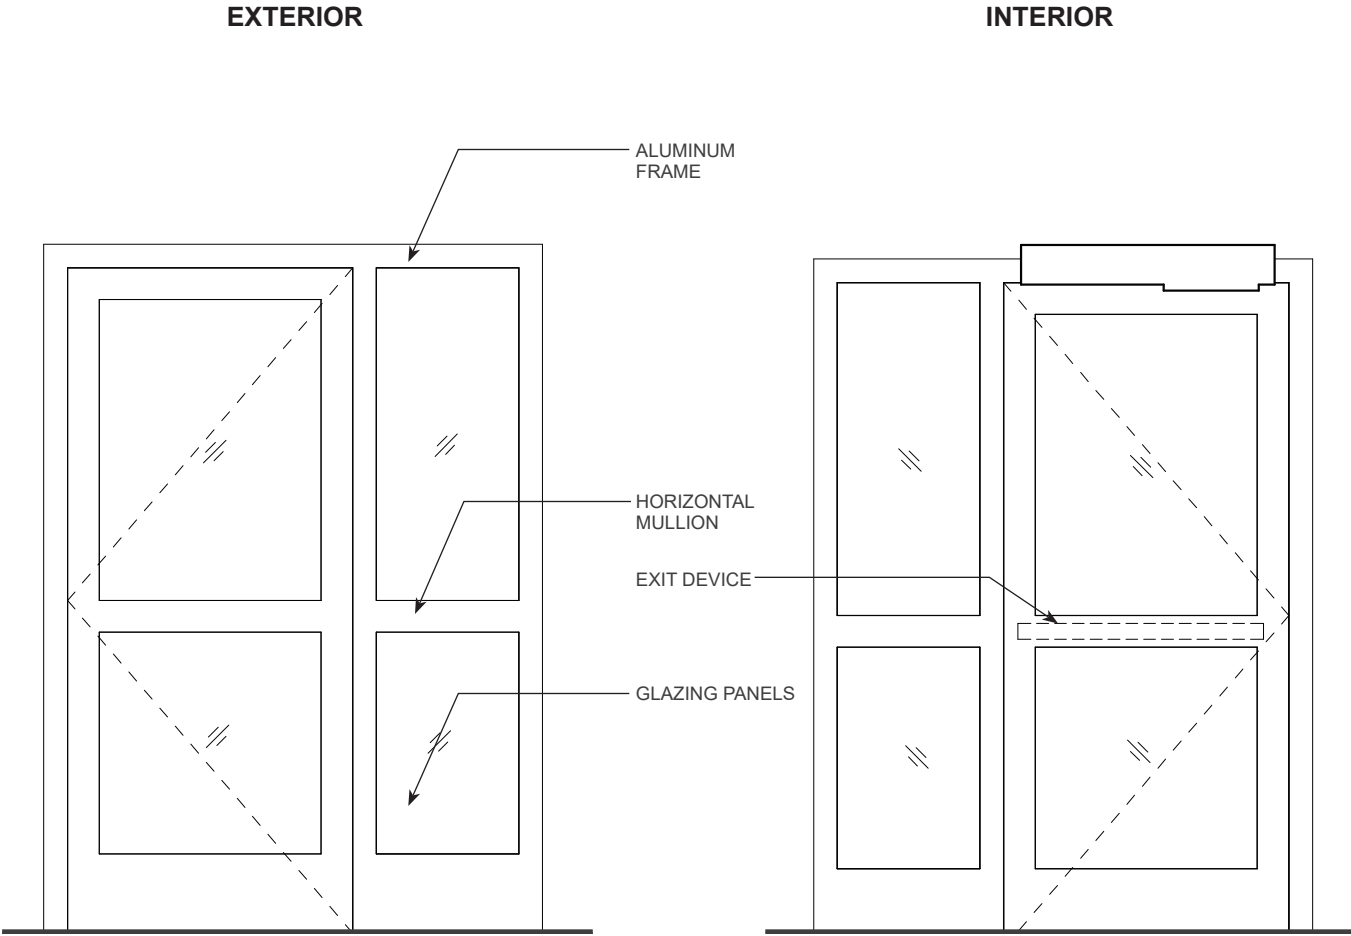 EXTERIOR
INTERIOR
ALUMINUM
FRAME
HORIZONTAL
MULLION
EXIT DEVICE
GLAZING PANELS